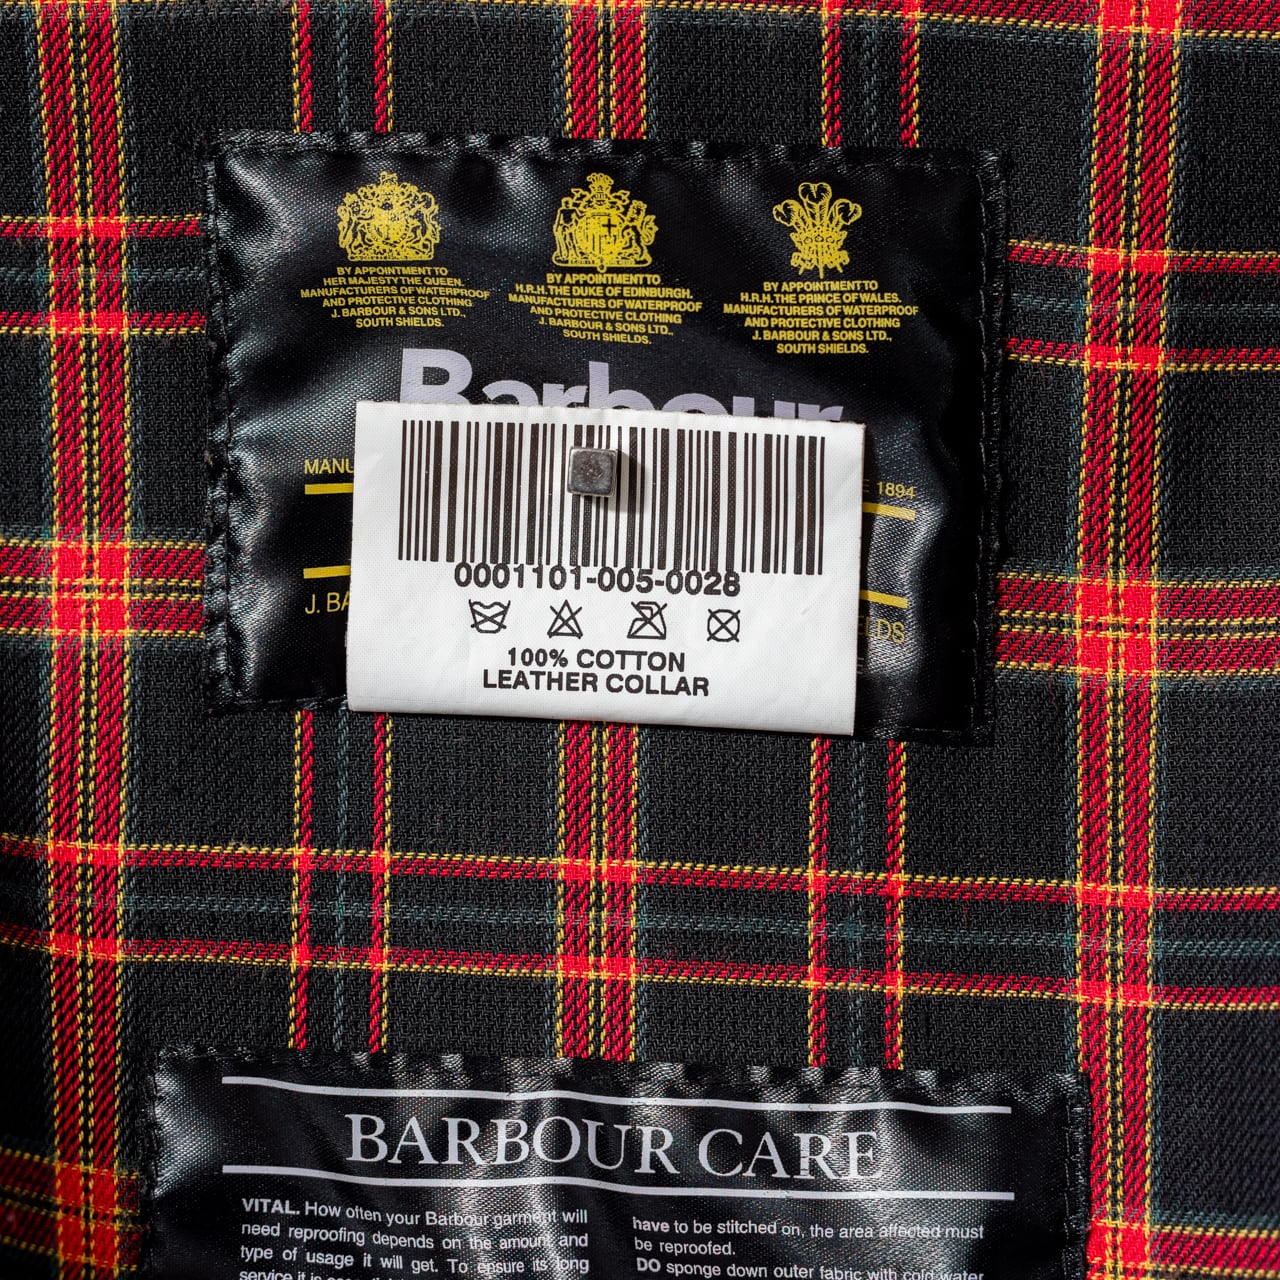 BY APPOINTMENT TO
HER MAJESTY THE QUEEN.
MANUFACTURERS OF WATERPROOF
AND PROTECTIVE CLOTHING
J. BARBOUR & SONS LTD.,
SOUTH SHIELDS.
BY APPOINTMENT TO
H.R.H. THE DUKE OF EDINBURGH.
MANUFACTURERS OF WATERPROOF
AND PROTECTIVE CLOTHING
J. BARBOUR & SONS LTD.,
SOUTH SHIELDS.
BY APPOINTMENT TO
H.R.H. THE PRINCE OF WALES.
MANUFACTURERS OF WATERPROOF
AND PROTECTIVE CLOTHING
J. BARBOUR & SONS LTD.,
SOUTH SHIELDS.
Barbour
1894
0001101-005-0028
100% COTTON
LEATHER COLLAR
BARBOUR CARE
VITAL. How often your Barbour garment will
need reproofing depends on the amount and
type of usage it will get. To ensure its long
service it is
have to be stitched on, the area affected must
be reproofed.
DO sponge down outer fabric with cold water